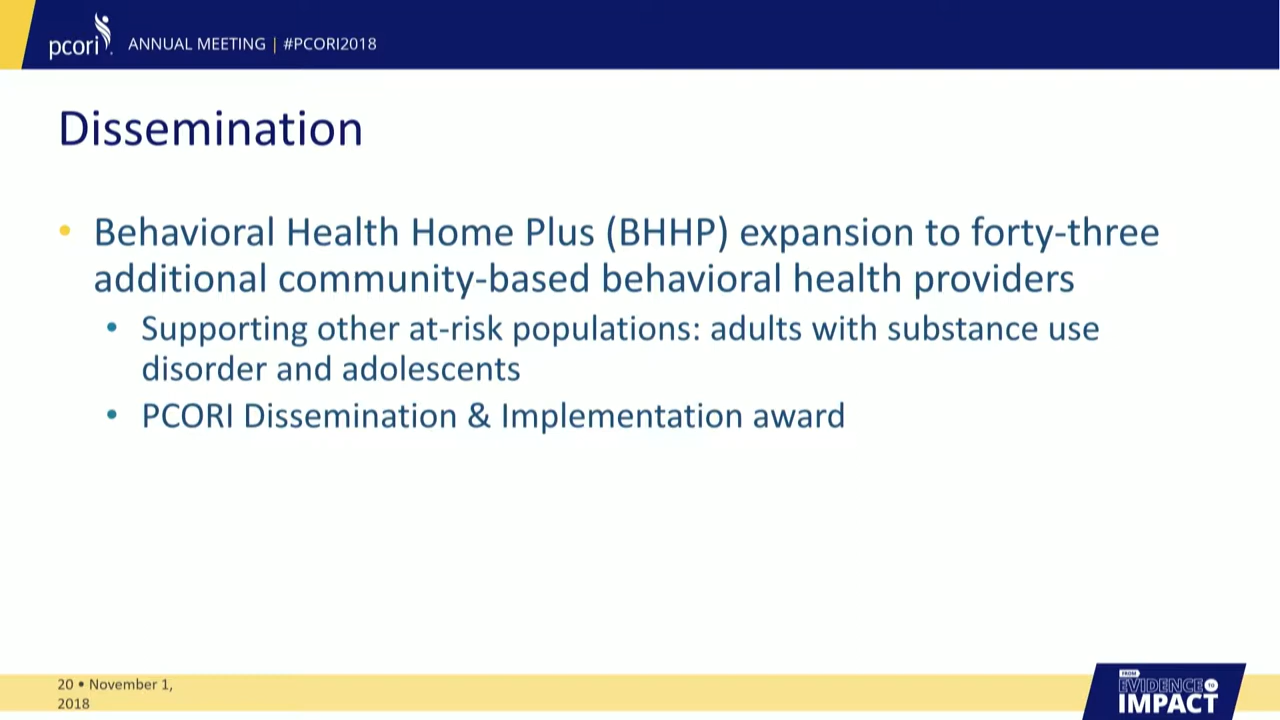 pcori ANNUAL MEETING | #PCORI2018
Dissemination
• Behavioral Health Home Plus (BHHP) expansion to forty-three
additional community-based behavioral health providers
• Supporting other at-risk populations: adults with substance use
disorder and adolescents
• PCORI Dissemination & Implementation award
20 • November 1,
2018
FROM
EVIDENCE TO
IMPACT